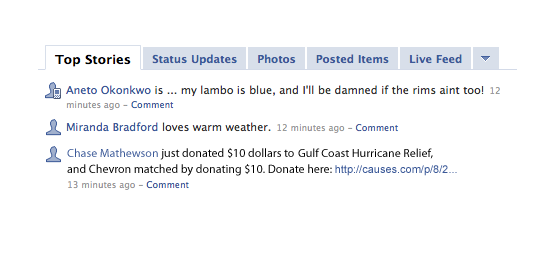 Top Stories Status Updates Photos Posted Items Live Feed
Aneto Okonkwo is ... my lambo is blue, and I'll be damned if the rims aint too! 12
minutes ago – Comment
Miranda Bradford loves warm weather. 12 minutes ago – Comment
Chase Mathewson just donated $10 dollars to Gulf Coast Hurricane Relief,
and Chevron matched by donating $10. Donate here: http://causes.com/p/8/2...
13 minutes ago – Comment